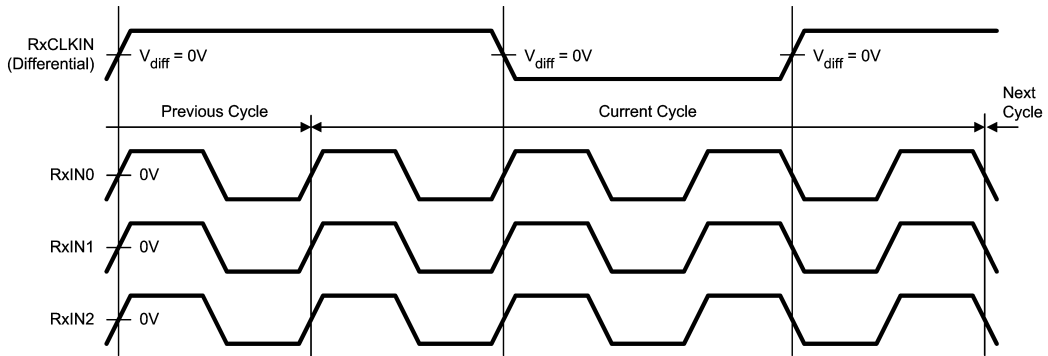 RxCLKIN
(Differential)
Vdiff = 0V
Vdiff = 0V
Vdiff = 0V
Previous Cycle
Current Cycle
Next
Cycle
RxIN0
0V
RxIN1
0V
RxIN2
0V